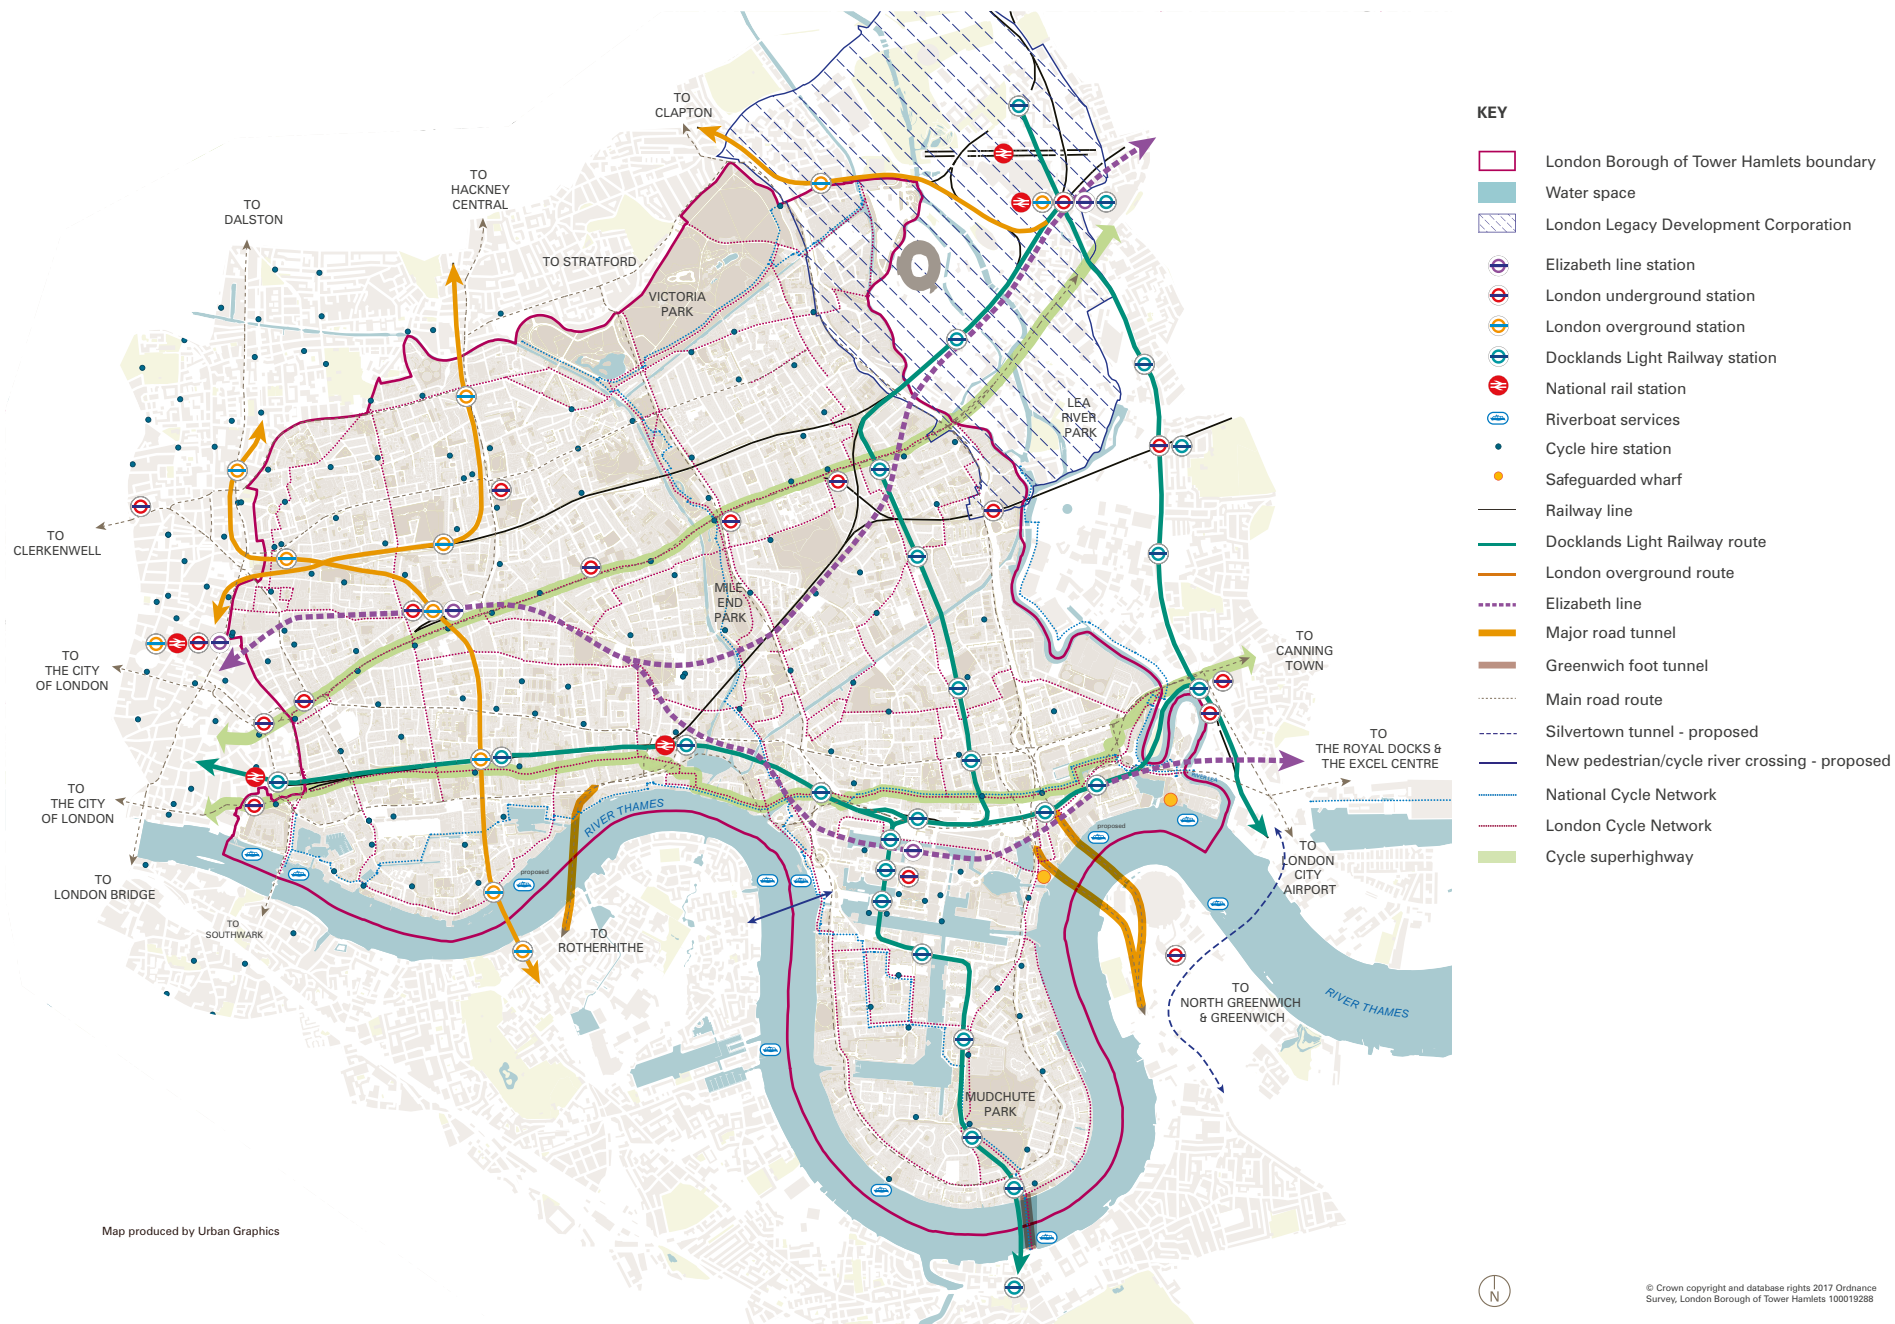 TO
CLAPTON
TO
HACKNEY
CENTRAL
TO
DALSTON
TO STRATFORD
VICTORIA
PARK
LEA
RIVER
PARK
TO
CLERKENWELL
MILE
END
PARK
TO
THE CITY
OF LONDON
TO
CANNING
TOWN
TO
THE ROYAL DOCKS &
THE EXCEL CENTRE
TO
THE CITY
OF LONDON
RIVER THAMES
RIVER LEA
proposed
TO
LONDON
CITY
AIRPORT
TO
LONDON BRIDGE
proposed
TO
SOUTHWARK
TO
ROTHERHITHE
TO
NORTH GREENWICH
& GREENWICH
RIVER THAMES
MUDCHUTE
PARK
Map produced by Urban Graphics
KEY
London Borough of Tower Hamlets boundary
Water space
London Legacy Development Corporation
Elizabeth line station
London underground station
London overground station
Docklands Light Railway station
National rail station
Riverboat services
Cycle hire station
Safeguarded wharf
Railway line
Docklands Light Railway route
London overground route
Elizabeth line
Major road tunnel
Greenwich foot tunnel
Main road route
Silvertown tunnel - proposed
New pedestrian/cycle river crossing - proposed
National Cycle Network
London Cycle Network
Cycle superhighway
N
© Crown copyright and database rights 2017 Ordnance
Survey, London Borough of Tower Hamlets 100019288